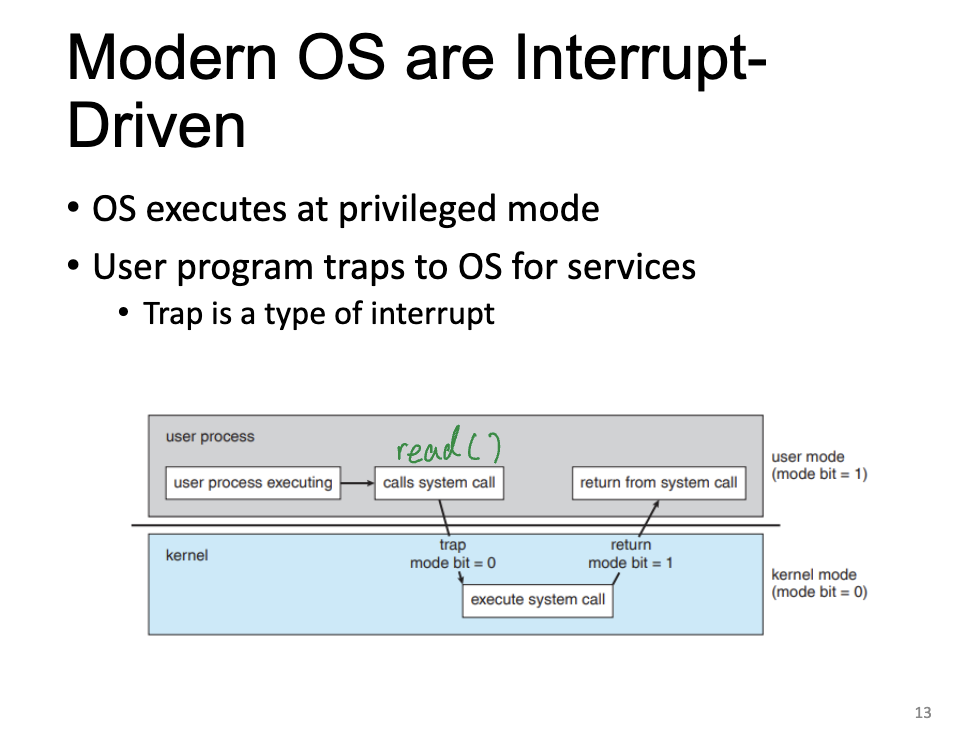 Modern OS are Interrupt-
Driven
• OS executes at privileged mode
• User program traps to OS for services
• Trap is a type of interrupt
user process
read()
user process executing
calls system call
return from system call
user mode
(mode bit = 1)
kernel
trap
mode bit = 0
return
mode bit = 1
execute system call
kernel mode
(mode bit = 0)
13